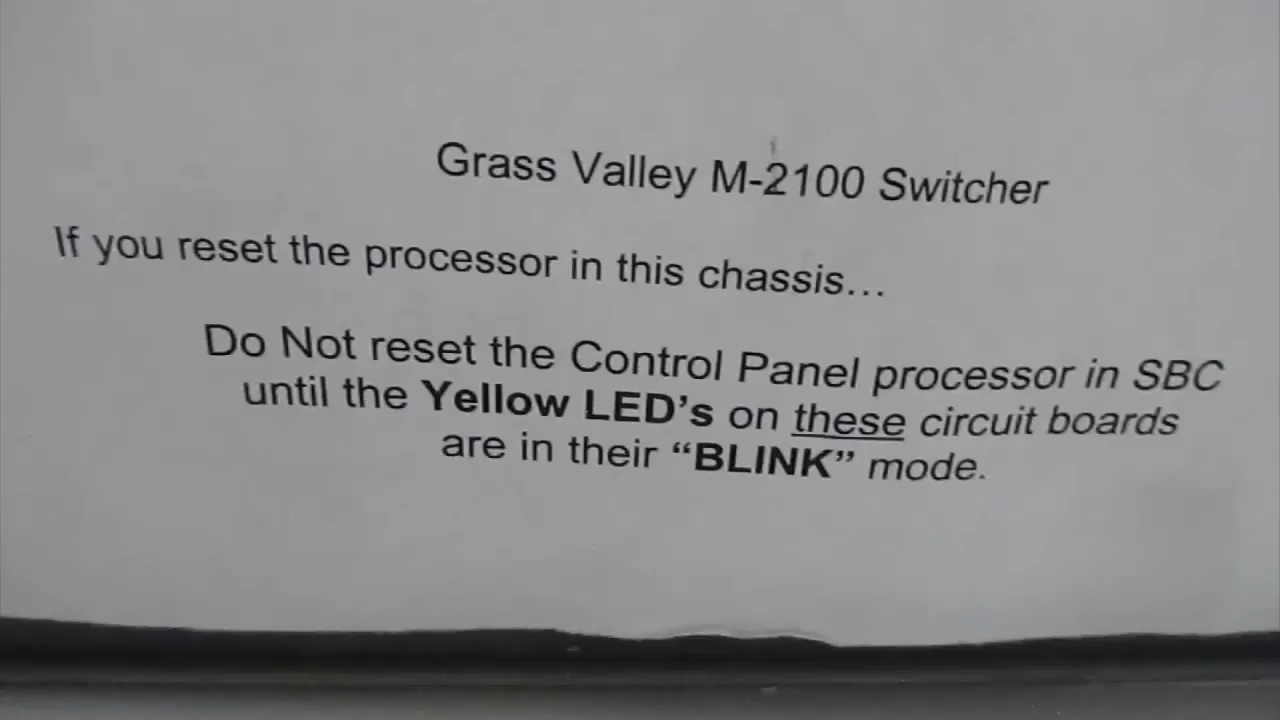 Grass Valley M-2100 Switcher
If you reset the processor in this chassis...
Do Not reset the Control Panel processor in SBC
until the Yellow LED’s on these circuit boards
are in their “BLINK” mode.